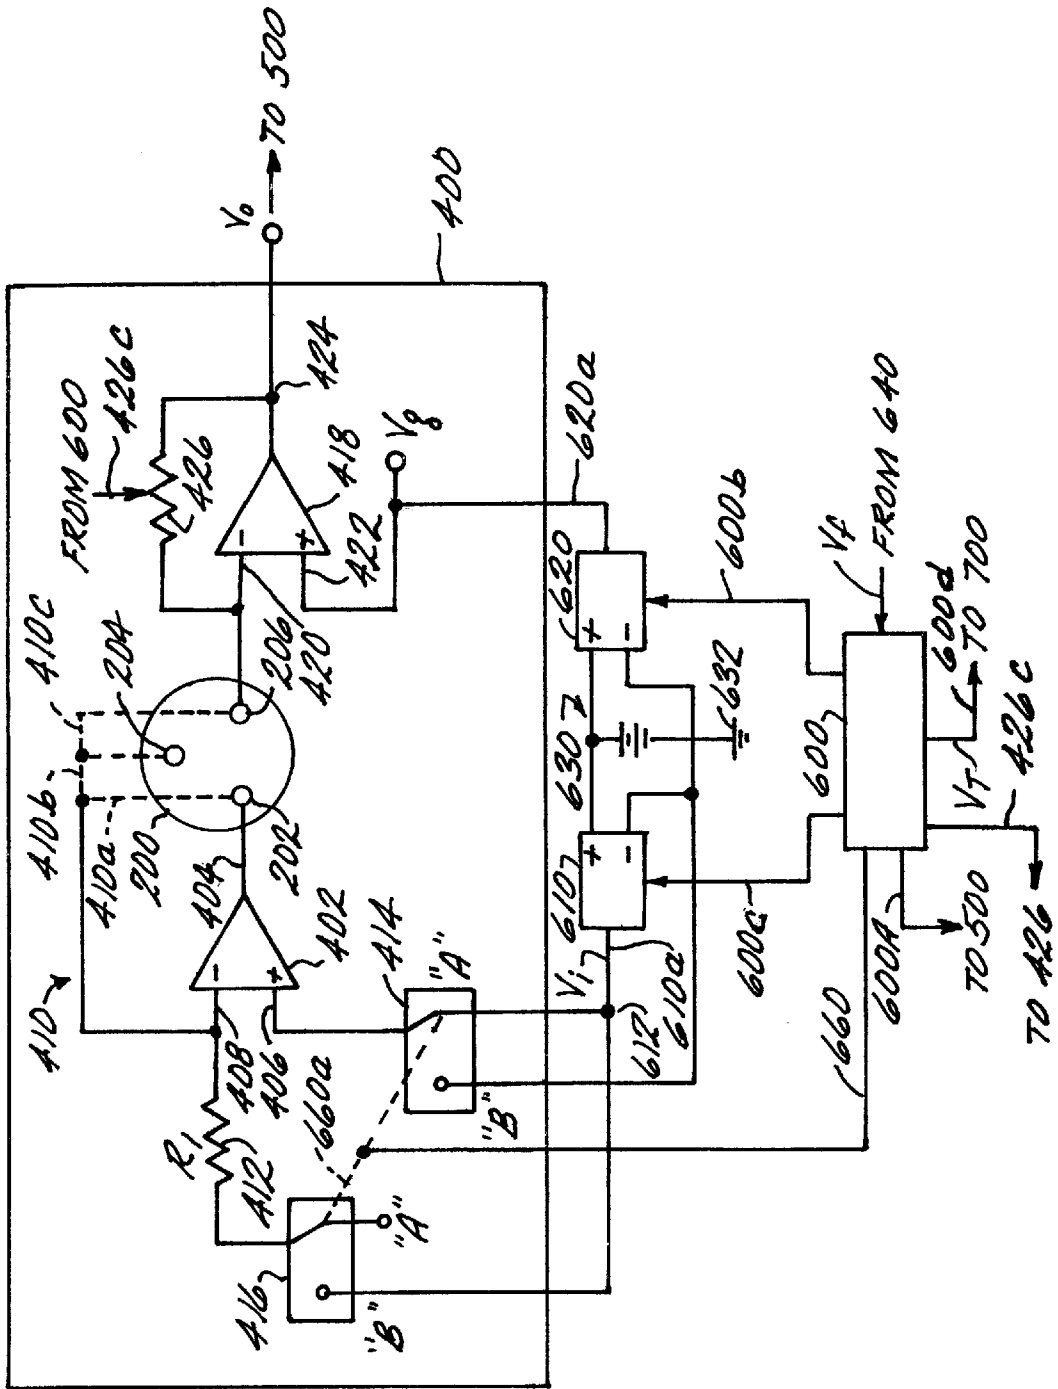 410
410b
410a
410C
200
204
404
202
206
420
FROM 600
426C
426
418
422
424
Vg
Vo
TO 500
400
R1
412
408
406
402
−
+
−
+
414
"A"
"B"
660a
416
"A"
"B"
Vi
612
610a
610
+
−
630
632
620
+
−
620a
600c
600b
600
Vf
FROM 640
660
600A
TO 500
VT
600d
TO 700
426C
TO 426